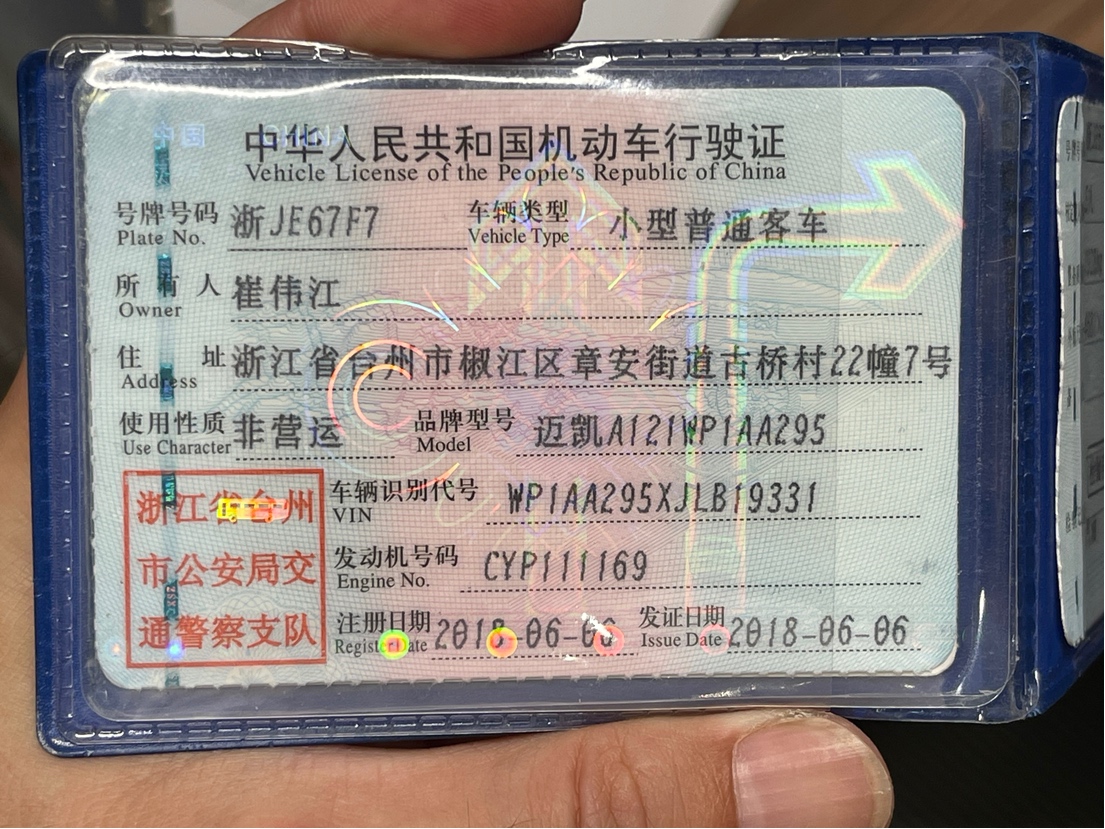 中华人民共和国机动车行驶证
Vehicle License of the People's Republic of China
号牌号码 浙JE67F7 车辆类型 小型普通客车
Plate No. Vehicle Type
所有人 崔伟江
Owner
住址 浙江省台州市椒江区章安街道古桥村22幢7号
Address
使用性质 非营运 品牌型号 迈凯A121WP1AA295
Use Character Model
浙江省台州
市公安局交
通警察支队
车辆识别代号 WP1AA295XJLB19331
VIN
发动机号码 CYP111169
Engine No.
注册日期 2018-06-06 发证日期 2018-06-06
Register Date Issue Date